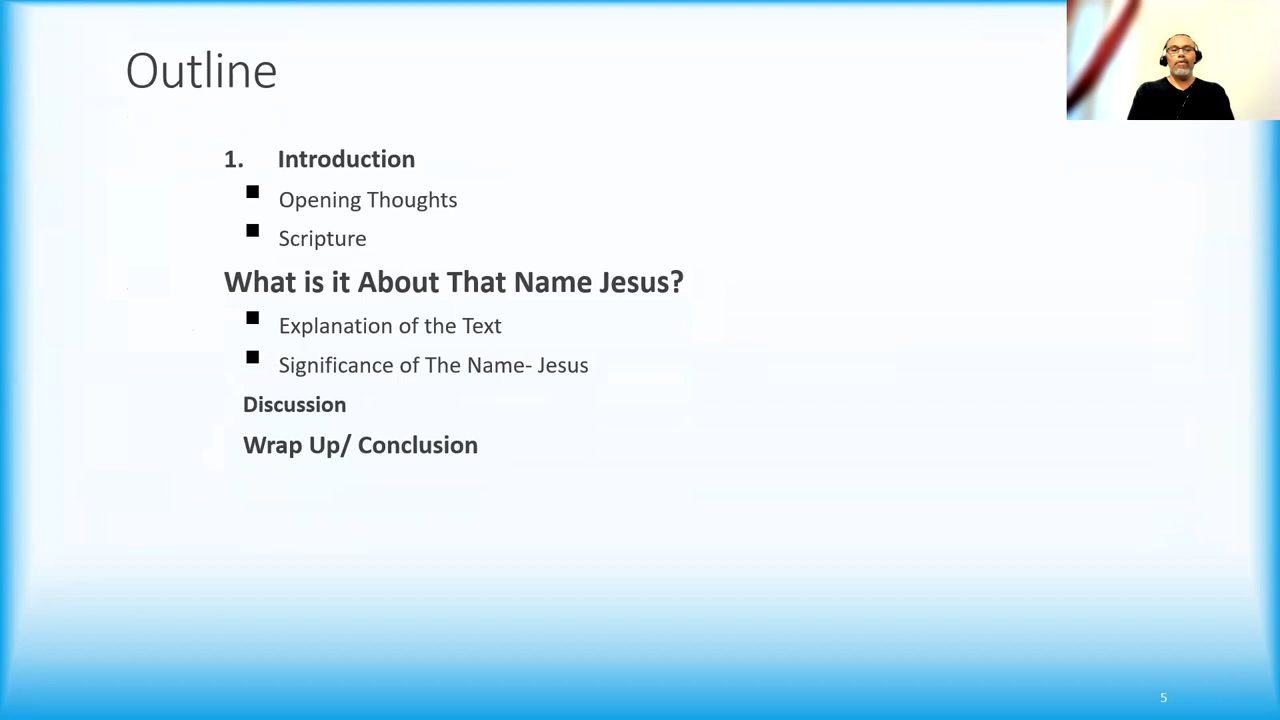 Outline
1. Introduction
Opening Thoughts
Scripture
What is it About That Name Jesus?
Explanation of the Text
Significance of The Name- Jesus
Discussion
Wrap Up/ Conclusion
5